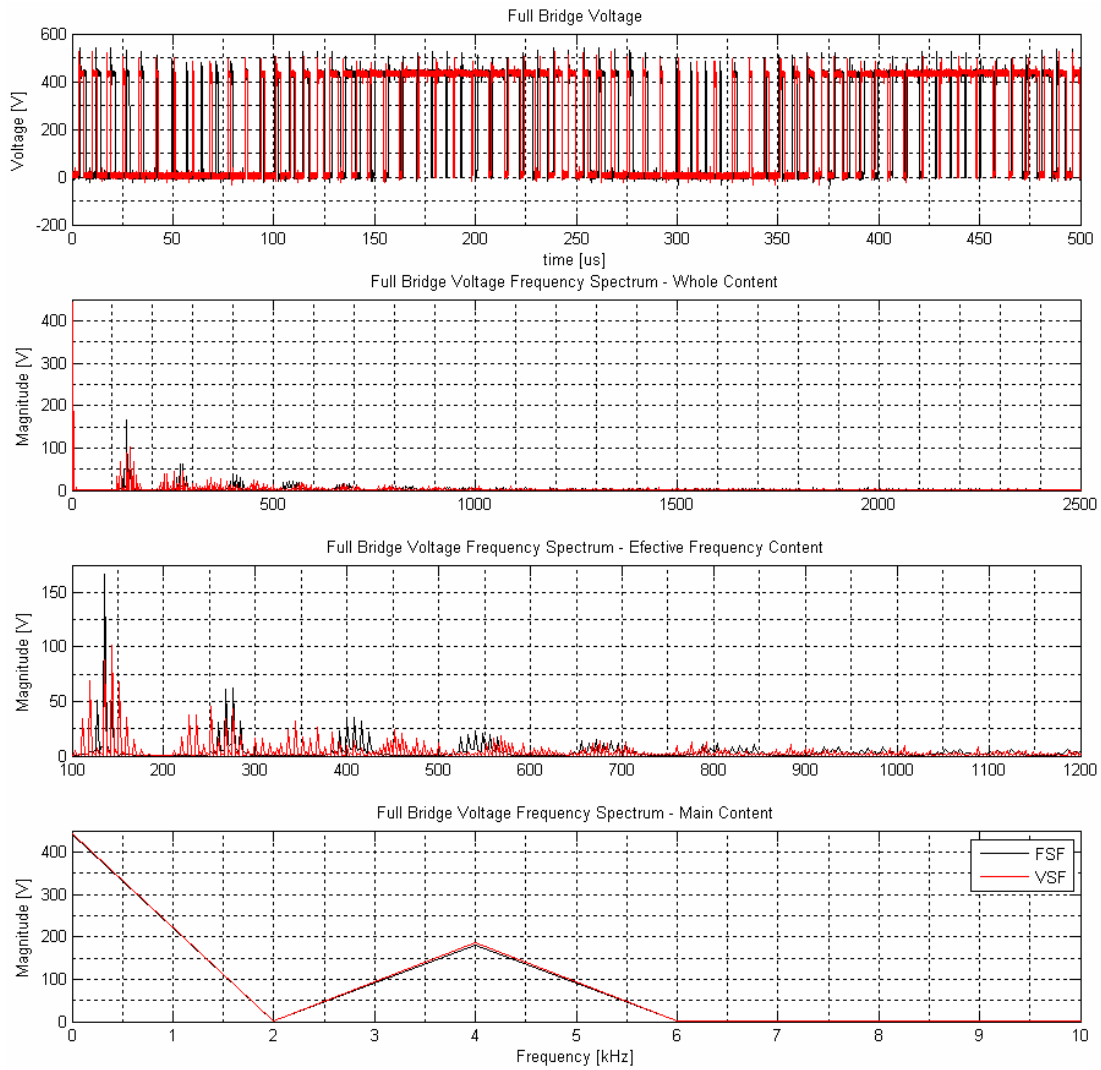 Full Bridge Voltage
Voltage [V]
600
400
200
0
-200
0 50 100 150 200 250 300 350 400 450 500
time [us]
Full Bridge Voltage Frequency Spectrum - Whole Content
Magnitude [V]
400
300
200
100
0
0 500 1000 1500 2000 2500
Full Bridge Voltage Frequency Spectrum - Efective Frequency Content
Magnitude [V]
150
100
50
0
100 200 300 400 500 600 700 800 900 1000 1100 1200
Full Bridge Voltage Frequency Spectrum - Main Content
Magnitude [V]
400
300
200
100
0
FSF
VSF
0 1 2 3 4 5 6 7 8 9 10
Frequency [kHz]